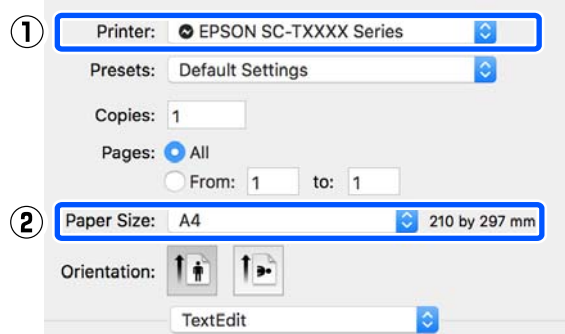 ① Printer: EPSON SC-TXXXX Series
Presets: Default Settings
Copies: 1
Pages: All
From: 1 to: 1
② Paper Size: A4 210 by 297 mm
Orientation:
TextEdit